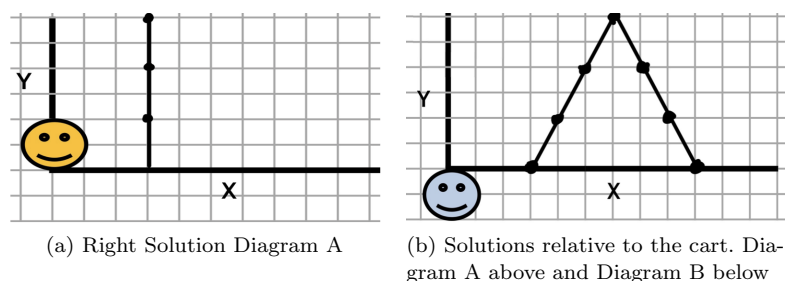 Y
X
(a) Right Solution Diagram A
Y
X
(b) Solutions relative to the cart. Dia-
gram A above and Diagram B below